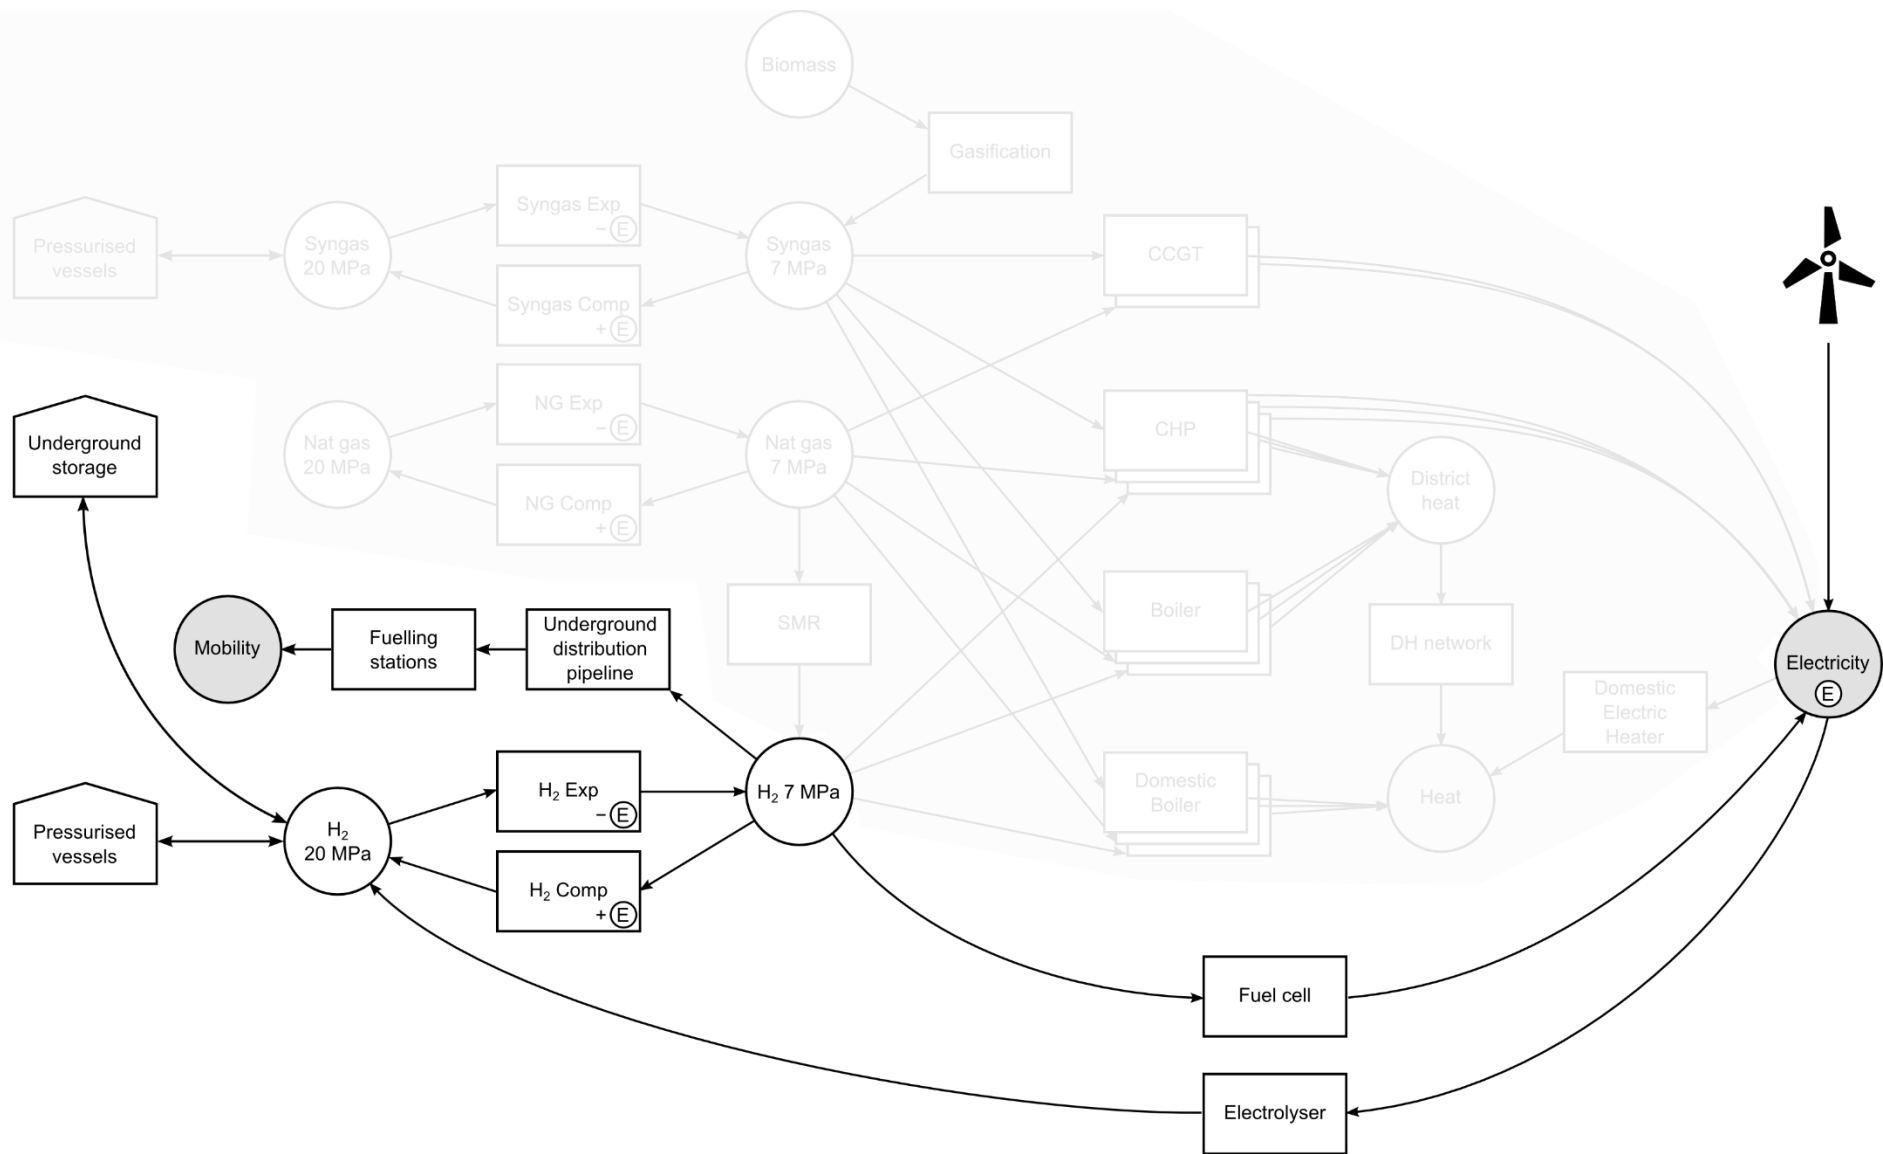 Biomass
Gasification
Pressurised
vessels
Syngas
20 MPa
Syngas Exp
− E
Syngas Comp
+ E
Syngas
7 MPa
CCGT
Underground
storage
Nat gas
20 MPa
NG Exp
− E
NG Comp
+ E
Nat gas
7 MPa
CHP
District
heat
Mobility
Fuelling
stations
Underground
distribution
pipeline
SMR
Boiler
DH network
Domestic
Electric
Heater
Electricity
E
Pressurised
vessels
H₂
20 MPa
H₂ Exp
− E
H₂ Comp
+ E
H₂ 7 MPa
Domestic
Boiler
Heat
Fuel cell
Electrolyser